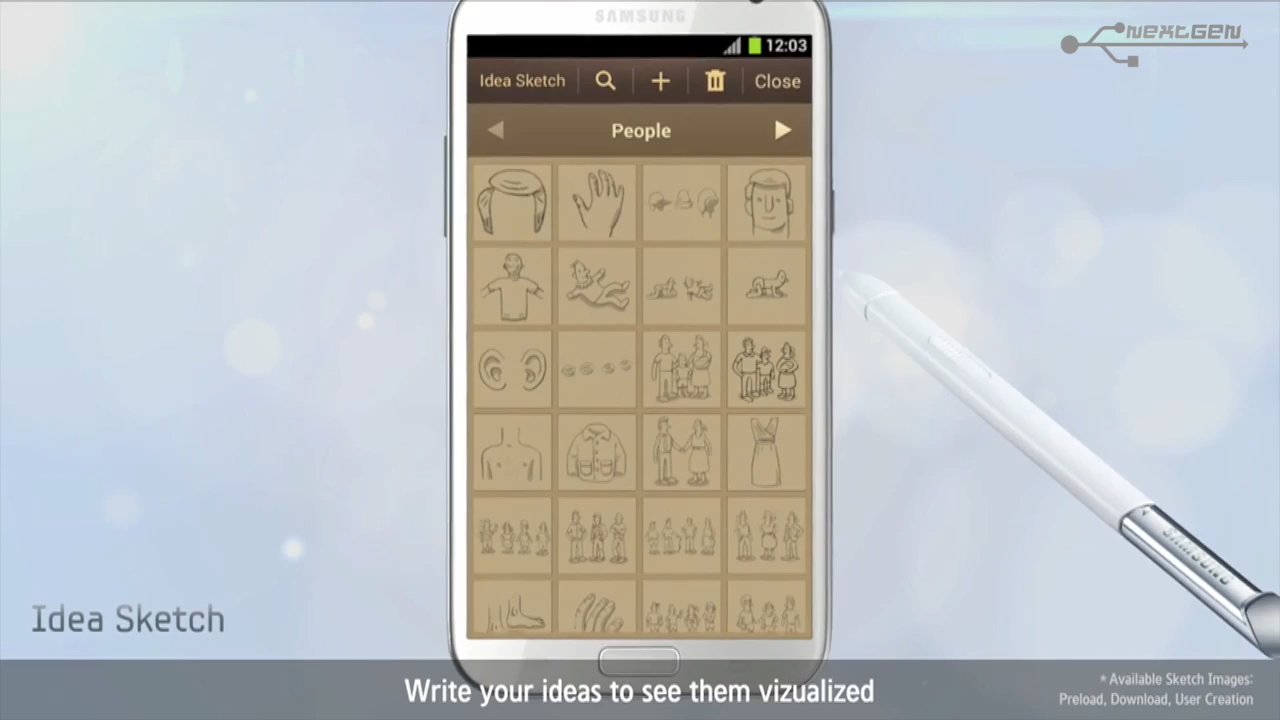 SAMSUNG
NEXTGEN
12:03
Idea Sketch
Close
People
SAMSUNG
Idea Sketch
Write your ideas to see them vizualized
* Available Sketch Images:
Preload, Download, User Creation